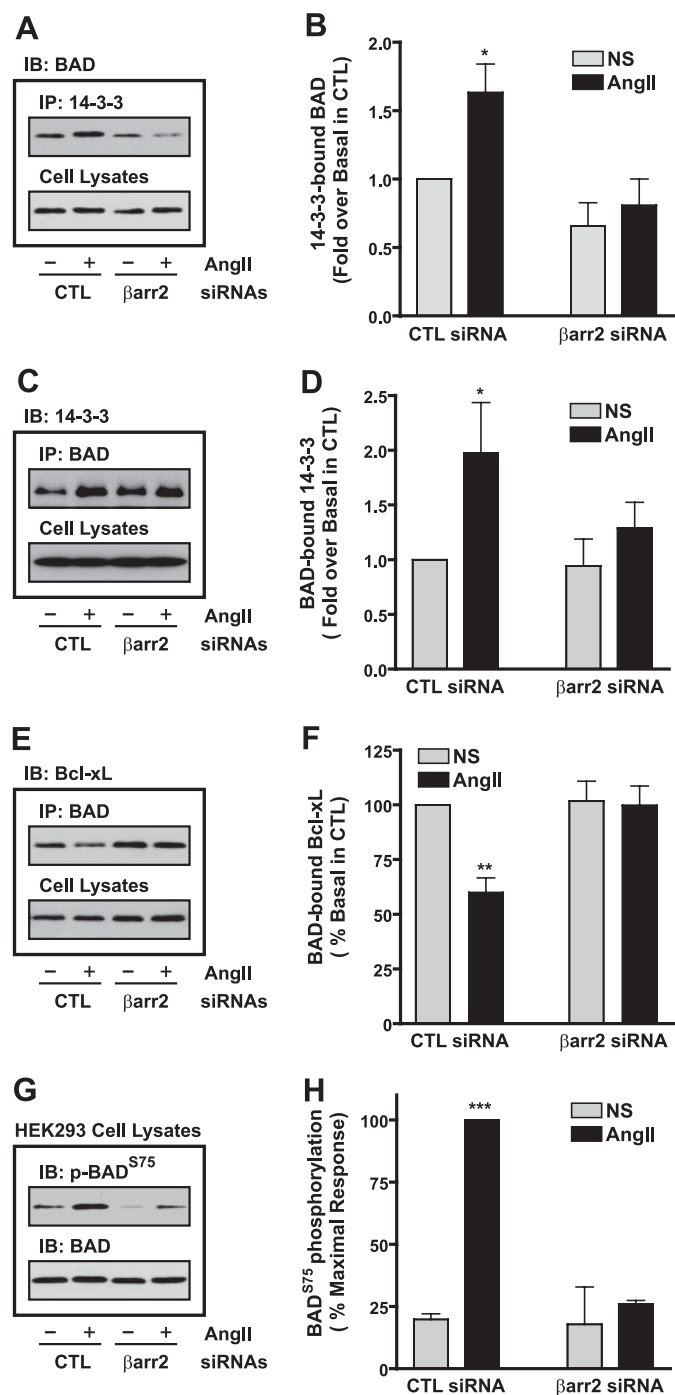 A
IB: BAD
IP: 14-3-3
Cell Lysates
− + − + AngII
CTL βarr2 siRNAs
B
14-3-3-bound BAD
(Fold over Basal in CTL)
2.0
1.5
1.0
0.5
0.0
*
NS
AngII
CTL siRNA βarr2 siRNA
C
IB: 14-3-3
IP: BAD
Cell Lysates
− + − + AngII
CTL βarr2 siRNAs
D
BAD-bound 14-3-3
( Fold over Basal in CTL)
2.5
2.0
1.5
1.0
0.5
0.0
*
NS
AngII
CTL siRNA βarr2 siRNA
E
IB: Bcl-xL
IP: BAD
Cell Lysates
− + − + AngII
CTL βarr2 siRNAs
F
BAD-bound Bcl-xL
( % Basal in CTL)
125
100
75
50
25
0
**
NS
AngII
CTL siRNA βarr2 siRNA
G
HEK293 Cell Lysates
IB: p-BAD^S75
IB: BAD
− + − + AngII
CTL βarr2 siRNAs
H
BAD^S75 phosphorylation
( % Maximal Response)
100
75
50
25
0
***
NS
AngII
CTL siRNA βarr2 siRNA